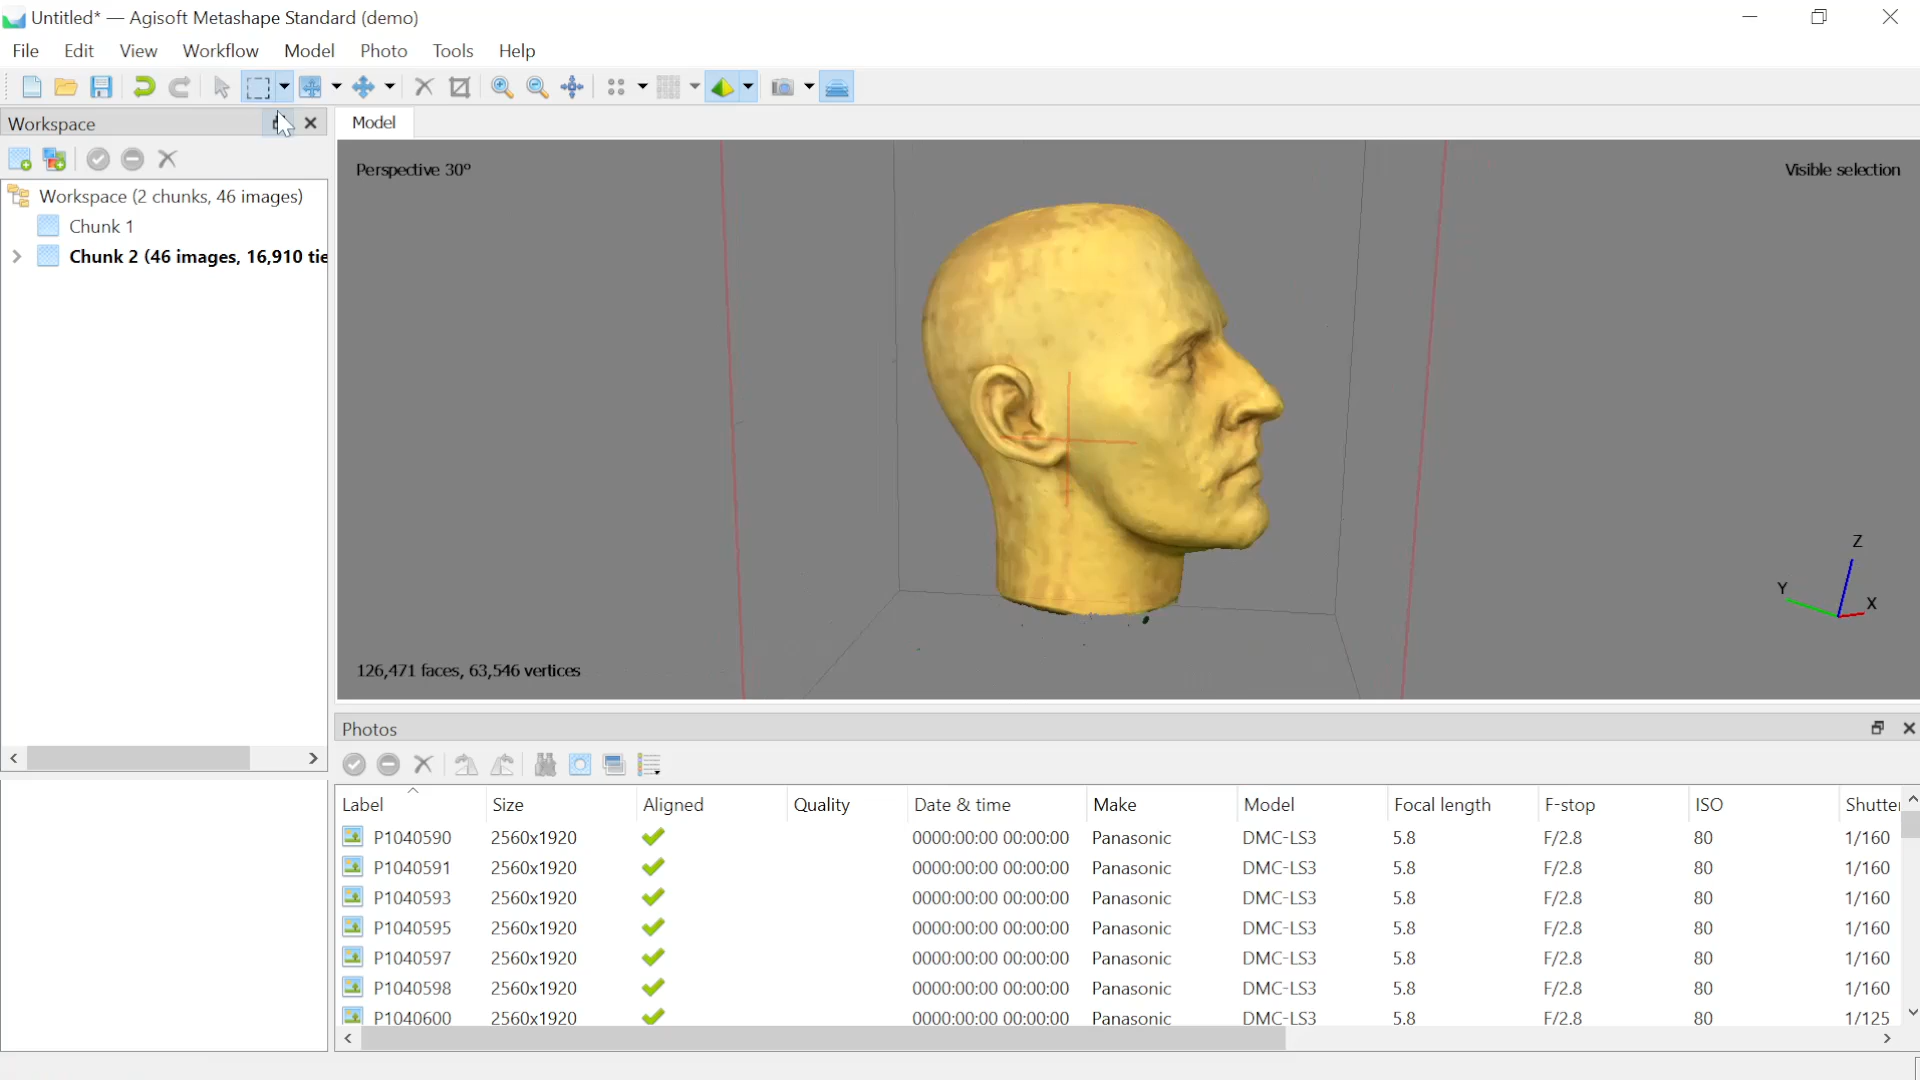 Untitled* — Agisoft Metashape Standard (demo)
File Edit View Workflow Model Photo Tools Help
Workspace
Model
Workspace (2 chunks, 46 images)
Chunk 1
Chunk 2 (46 images, 16,910 tie
Perspective 30°
Visible selection
Z
Y
X
126,471 faces, 63,546 vertices
Photos
Label Size Aligned Quality Date & time Make Model Focal length F-stop ISO Shutter
P1040590 2560x1920 0000:00:00 00:00:00 Panasonic DMC-LS3 5.8 F/2.8 80 1/160
P1040591 2560x1920 0000:00:00 00:00:00 Panasonic DMC-LS3 5.8 F/2.8 80 1/160
P1040593 2560x1920 0000:00:00 00:00:00 Panasonic DMC-LS3 5.8 F/2.8 80 1/160
P1040595 2560x1920 0000:00:00 00:00:00 Panasonic DMC-LS3 5.8 F/2.8 80 1/160
P1040597 2560x1920 0000:00:00 00:00:00 Panasonic DMC-LS3 5.8 F/2.8 80 1/160
P1040598 2560x1920 0000:00:00 00:00:00 Panasonic DMC-LS3 5.8 F/2.8 80 1/160
P1040600 2560x1920 0000:00:00 00:00:00 Panasonic DMC-LS3 5.8 F/2.8 80 1/125